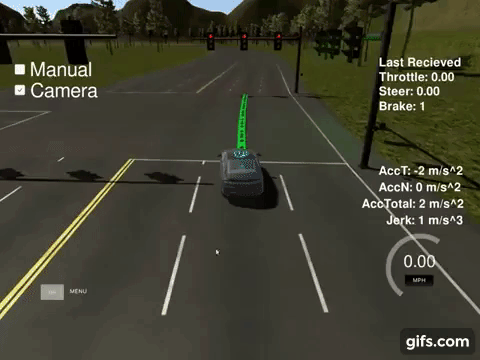 Manual
Camera
Last Recieved
Throttle: 0.00
Steer: 0.00
Brake: 1
AccT: -2 m/s^2
AccN: 0 m/s^2
AccTotal: 2 m/s^2
Jerk: 1 m/s^3
0.00
MPH
MENU
gifs.com